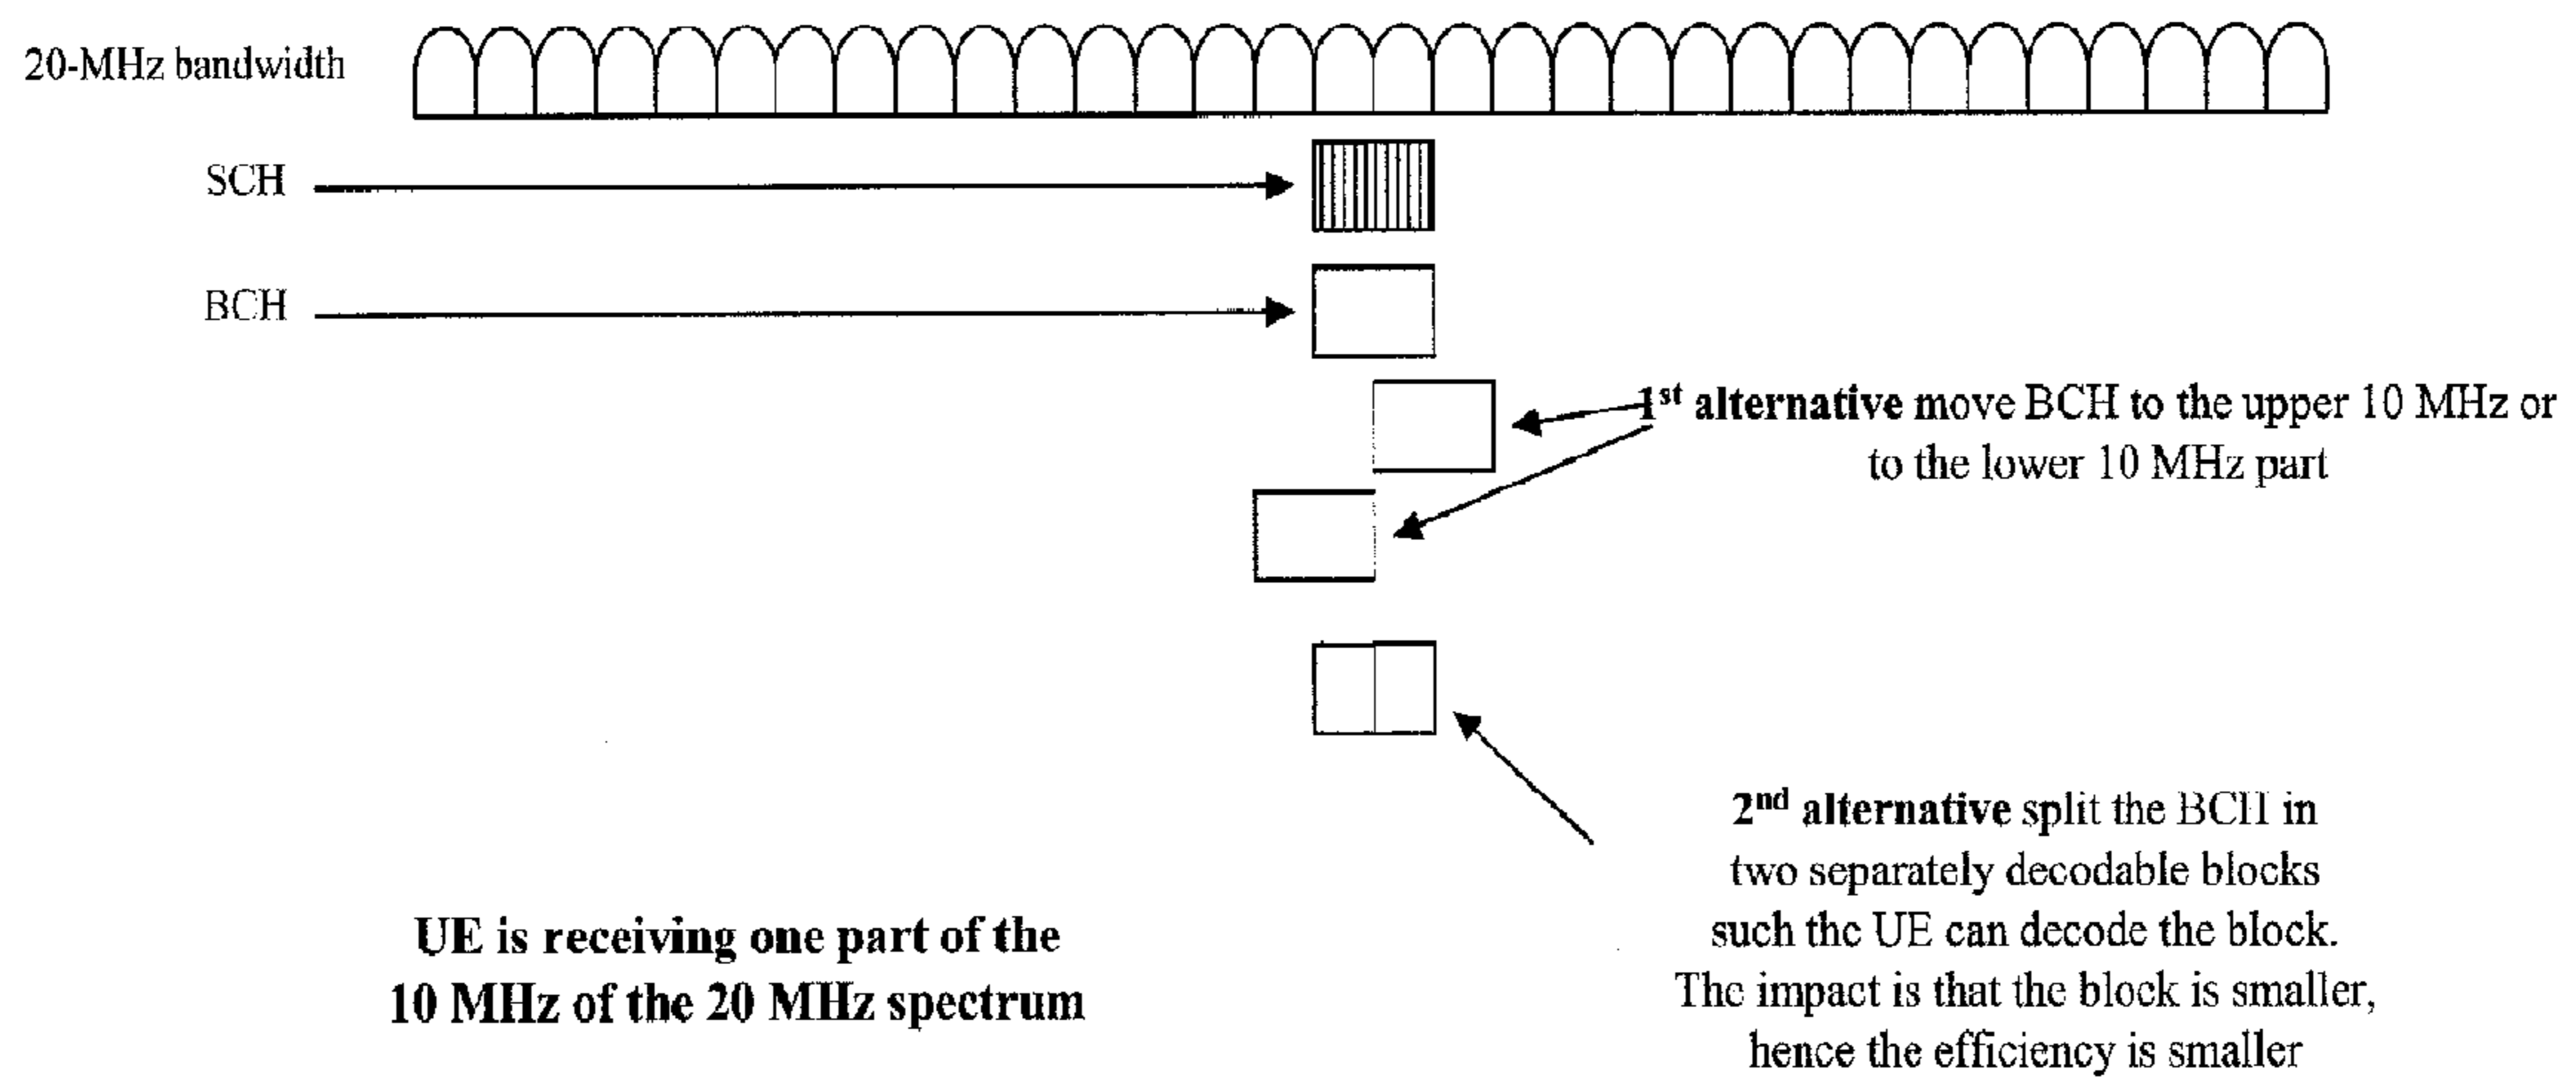 20-MHz bandwidth
SCH
BCH
1st alternative move BCH to the upper 10 MHz or
to the lower 10 MHz part
2nd alternative split the BCH in
two separately decodable blocks
such the UE can decode the block.
The impact is that the block is smaller,
hence the efficiency is smaller
UE is receiving one part of the
10 MHz of the 20 MHz spectrum